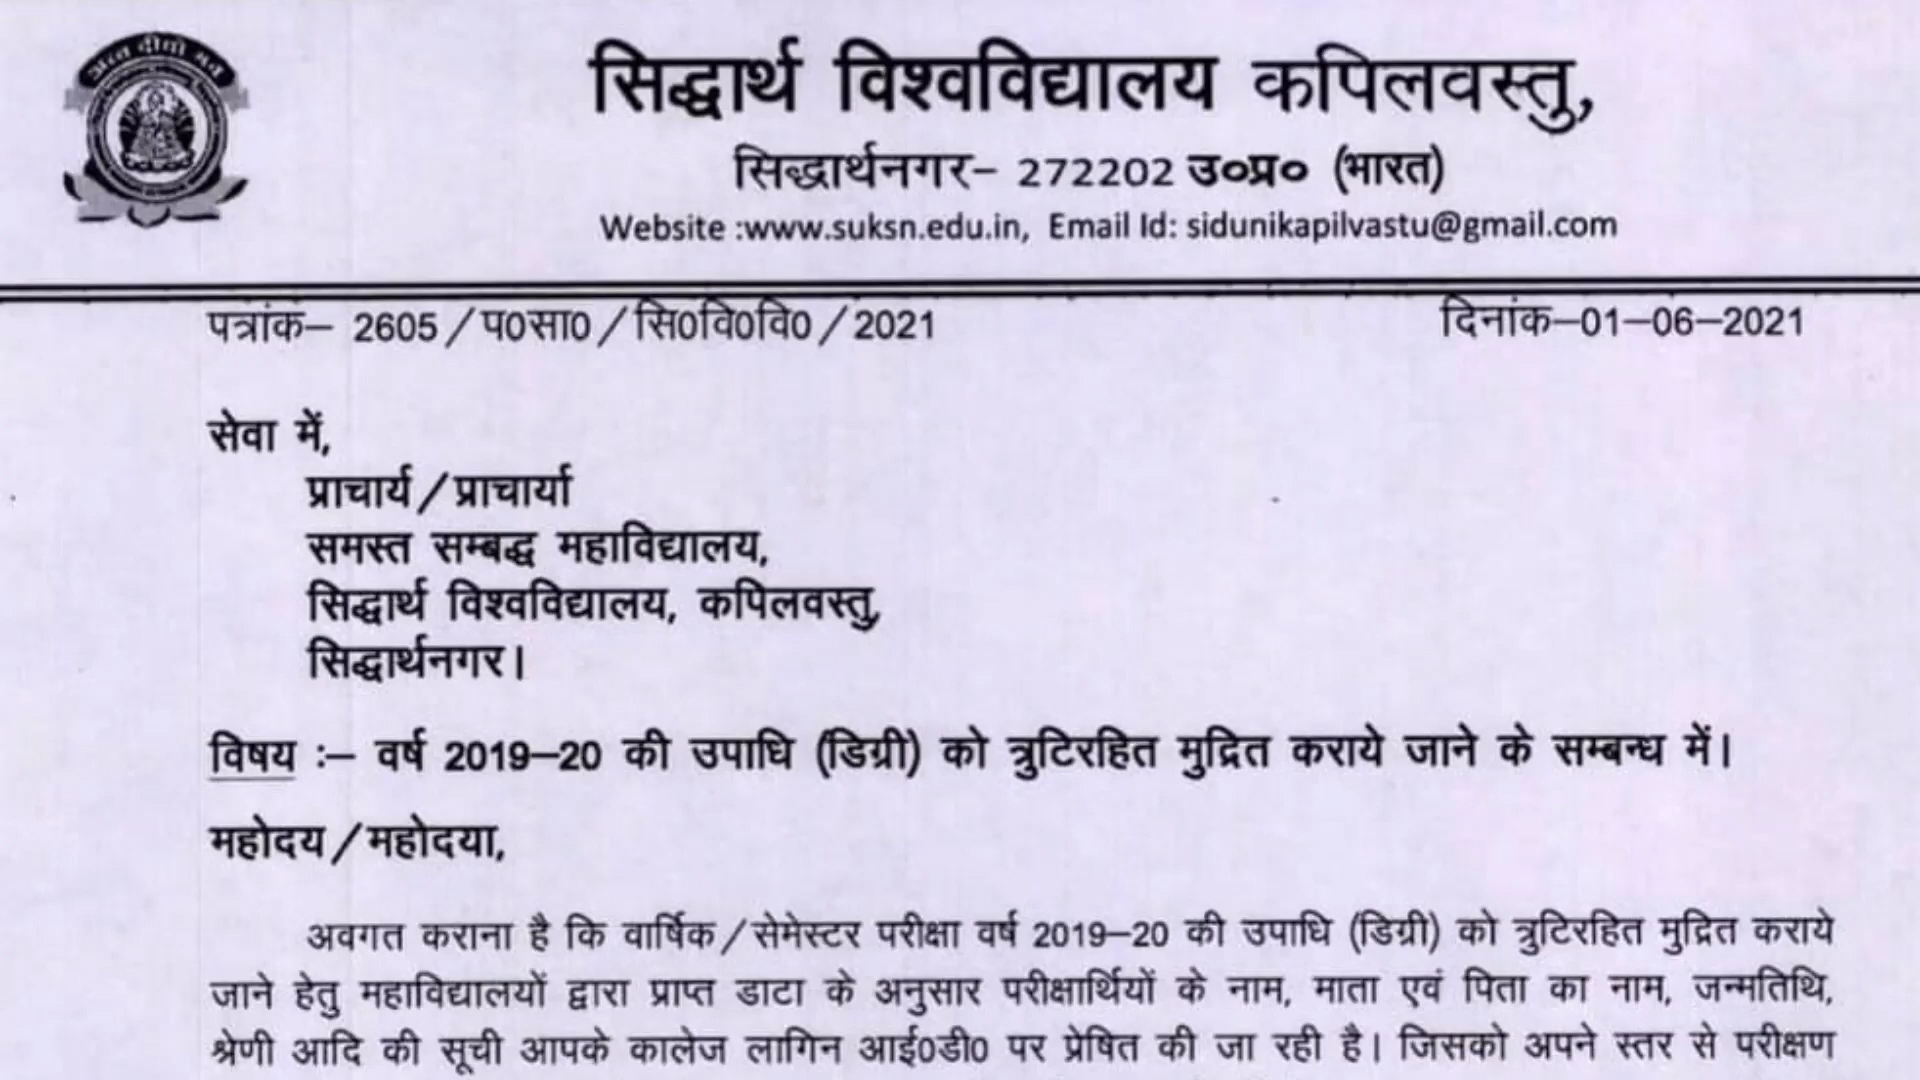 अत्त दीपो भव
सिद्धार्थ विश्वविद्यालय कपिलवस्तु,
सिद्धार्थनगर– 272202 उ०प्र० (भारत)
Website :www.suksn.edu.in, Email Id: sidunikapilvastu@gmail.com
पत्रांक– 2605/प0सा0/सि0वि0वि0/2021 दिनांक–01–06–2021
सेवा में,
प्राचार्य/प्राचार्या
समस्त सम्बद्ध महाविद्यालय,
सिद्धार्थ विश्वविद्यालय, कपिलवस्तु,
सिद्धार्थनगर।
विषय :– वर्ष 2019–20 की उपाधि (डिग्री) को त्रुटिरहित मुद्रित कराये जाने के सम्बन्ध में।
महोदय/महोदया,
अवगत कराना है कि वार्षिक/सेमेस्टर परीक्षा वर्ष 2019–20 की उपाधि (डिग्री) को त्रुटिरहित मुद्रित कराये
जाने हेतु महाविद्यालयों द्वारा प्राप्त डाटा के अनुसार परीक्षार्थियों के नाम, माता एवं पिता का नाम, जन्मतिथि,
श्रेणी आदि की सूची आपके कालेज लागिन आई0डी0 पर प्रेषित की जा रही है। जिसको अपने स्तर से परीक्षण